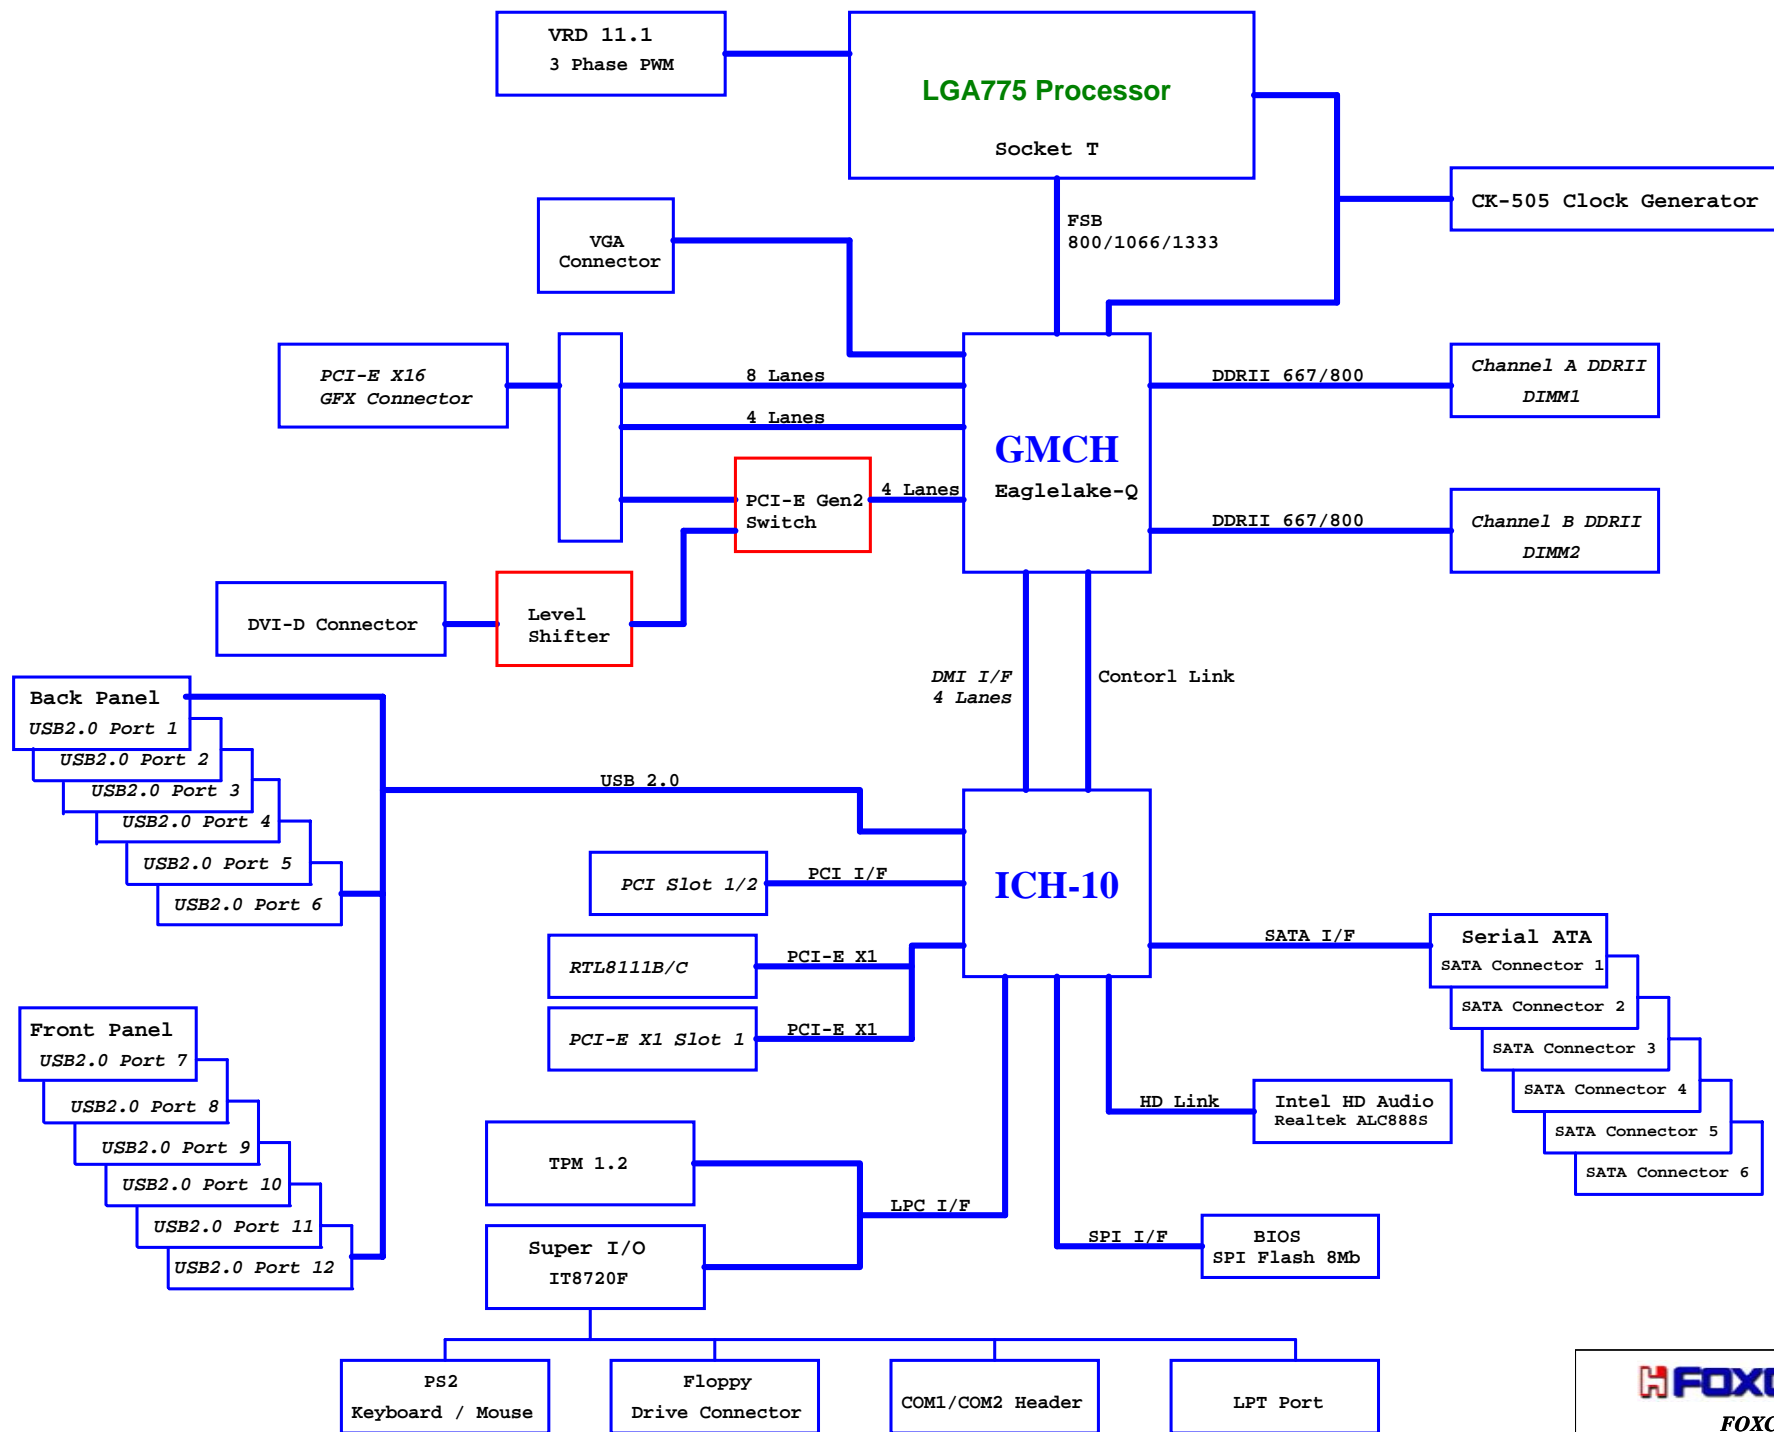 VRD 11.1
3 Phase PWM
LGA775 Processor
Socket T
CK-505 Clock Generator
FSB
800/1066/1333
VGA
Connector
PCI-E X16
GFX Connector
8 Lanes
4 Lanes
GMCH
Eaglelake-Q
DDRII 667/800
Channel A DDRII
DIMM1
PCI-E Gen2
Switch
4 Lanes
DDRII 667/800
Channel B DDRII
DIMM2
DVI-D Connector
Level
Shifter
DMI I/F
4 Lanes
Contorl Link
Back Panel
USB2.0 Port 1
USB2.0 Port 2
USB2.0 Port 3
USB2.0 Port 4
USB2.0 Port 5
USB2.0 Port 6
USB 2.0
PCI Slot 1/2
PCI I/F
ICH-10
RTL8111B/C
PCI-E X1
PCI-E X1 Slot 1
PCI-E X1
SATA I/F
Serial ATA
SATA Connector 1
SATA Connector 2
SATA Connector 3
SATA Connector 4
SATA Connector 5
SATA Connector 6
Front Panel
USB2.0 Port 7
USB2.0 Port 8
USB2.0 Port 9
USB2.0 Port 10
USB2.0 Port 11
USB2.0 Port 12
HD Link
Intel HD Audio
Realtek ALC888S
TPM 1.2
LPC I/F
Super I/O
IT8720F
SPI I/F
BIOS
SPI Flash 8Mb
PS2
Keyboard / Mouse
Floppy
Drive Connector
COM1/COM2 Header
LPT Port